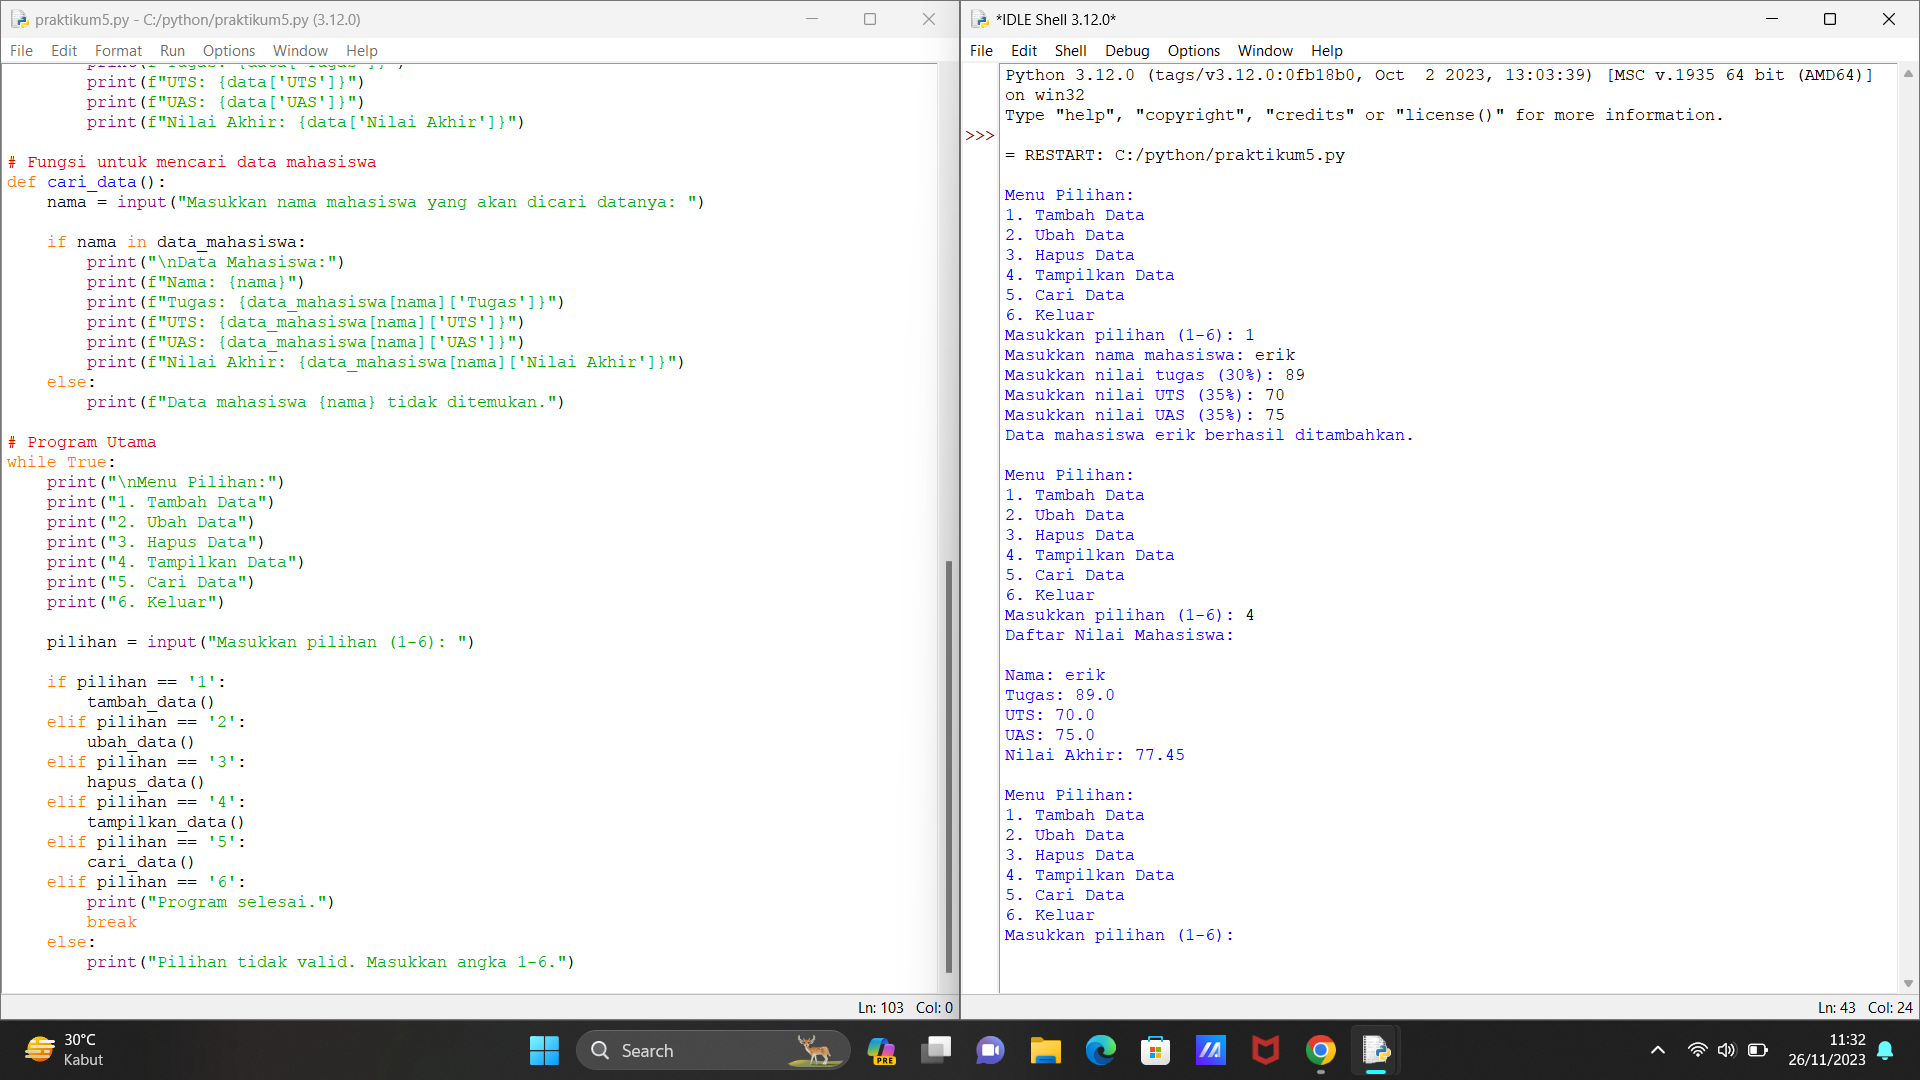 praktikum5.py - C:/python/praktikum5.py (3.12.0)
File Edit Format Run Options Window Help
        print(f"UTS: {data['UTS']}")
        print(f"UAS: {data['UAS']}")
        print(f"Nilai Akhir: {data['Nilai Akhir']}")

# Fungsi untuk mencari data mahasiswa
def cari_data():
    nama = input("Masukkan nama mahasiswa yang akan dicari datanya: ")

    if nama in data_mahasiswa:
        print("\nData Mahasiswa:")
        print(f"Nama: {nama}")
        print(f"Tugas: {data_mahasiswa[nama]['Tugas']}")
        print(f"UTS: {data_mahasiswa[nama]['UTS']}")
        print(f"UAS: {data_mahasiswa[nama]['UAS']}")
        print(f"Nilai Akhir: {data_mahasiswa[nama]['Nilai Akhir']}")
    else:
        print(f"Data mahasiswa {nama} tidak ditemukan.")

# Program Utama
while True:
    print("\nMenu Pilihan:")
    print("1. Tambah Data")
    print("2. Ubah Data")
    print("3. Hapus Data")
    print("4. Tampilkan Data")
    print("5. Cari Data")
    print("6. Keluar")

    pilihan = input("Masukkan pilihan (1-6): ")

    if pilihan == '1':
        tambah_data()
    elif pilihan == '2':
        ubah_data()
    elif pilihan == '3':
        hapus_data()
    elif pilihan == '4':
        tampilkan_data()
    elif pilihan == '5':
        cari_data()
    elif pilihan == '6':
        print("Program selesai.")
        break
    else:
        print("Pilihan tidak valid. Masukkan angka 1-6.")
Ln: 103 Col: 0
*IDLE Shell 3.12.0*
File Edit Shell Debug Options Window Help
Python 3.12.0 (tags/v3.12.0:0fb18b0, Oct  2 2023, 13:03:39) [MSC v.1935 64 bit (AMD64)]
on win32
Type "help", "copyright", "credits" or "license()" for more information.
>>>
= RESTART: C:/python/praktikum5.py

Menu Pilihan:
1. Tambah Data
2. Ubah Data
3. Hapus Data
4. Tampilkan Data
5. Cari Data
6. Keluar
Masukkan pilihan (1-6): 1
Masukkan nama mahasiswa: erik
Masukkan nilai tugas (30%): 89
Masukkan nilai UTS (35%): 70
Masukkan nilai UAS (35%): 75
Data mahasiswa erik berhasil ditambahkan.

Menu Pilihan:
1. Tambah Data
2. Ubah Data
3. Hapus Data
4. Tampilkan Data
5. Cari Data
6. Keluar
Masukkan pilihan (1-6): 4
Daftar Nilai Mahasiswa:

Nama: erik
Tugas: 89.0
UTS: 70.0
UAS: 75.0
Nilai Akhir: 77.45

Menu Pilihan:
1. Tambah Data
2. Ubah Data
3. Hapus Data
4. Tampilkan Data
5. Cari Data
6. Keluar
Masukkan pilihan (1-6):
Ln: 43 Col: 24
30°C
Kabut
Search
PRE
11:32
26/11/2023